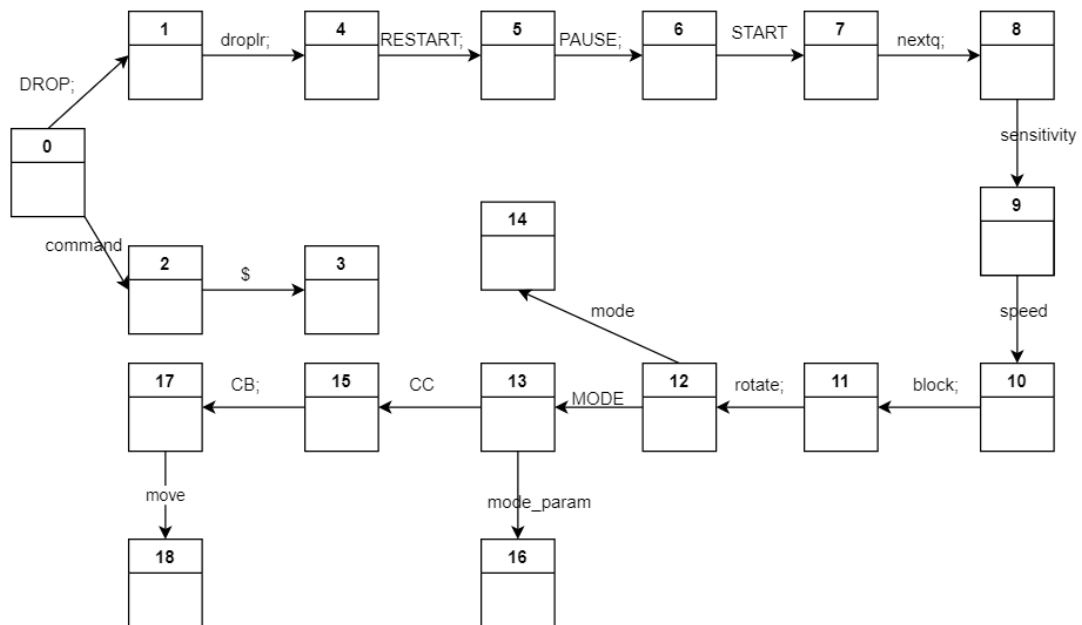 1
4
5
6
7
8
droplr;
RESTART;
PAUSE;
START
nextq;
DROP;
0
sensitivity
9
14
command
2
3
$
mode
speed
17
15
13
12
11
10
CB;
CC
MODE
rotate;
block;
move
mode_param
18
16